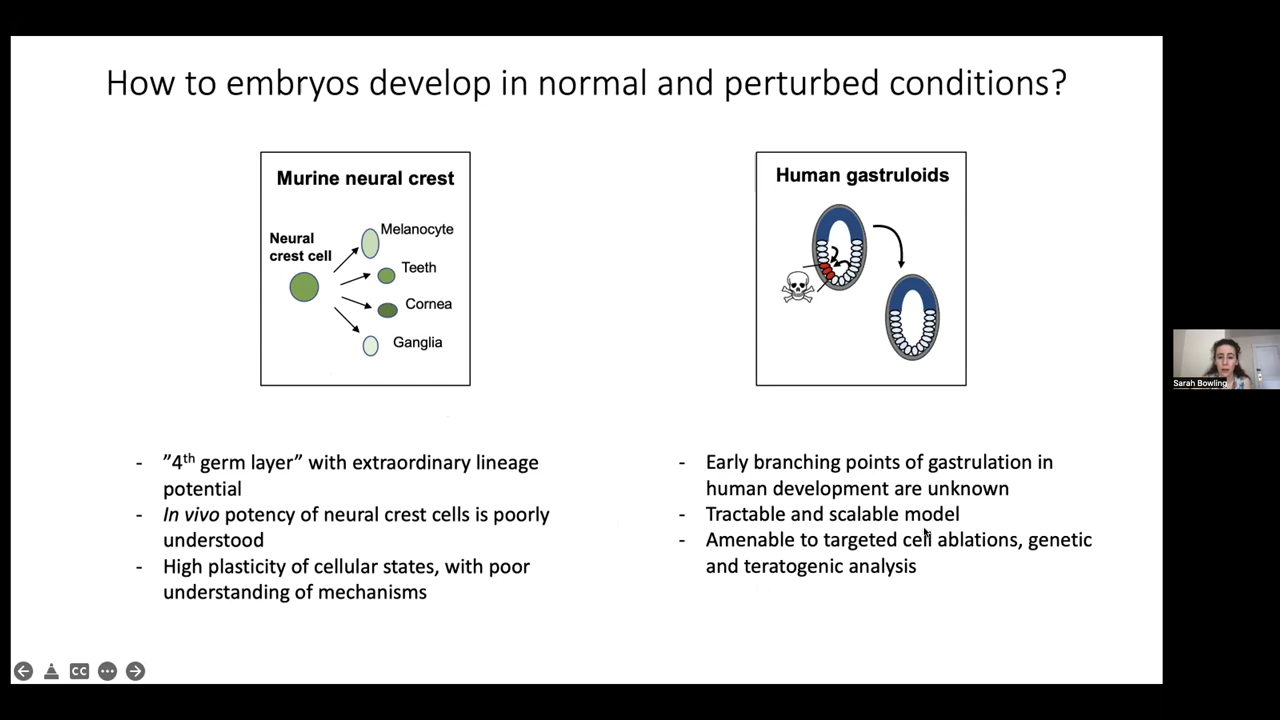 How to embryos develop in normal and perturbed conditions?
Murine neural crest
Neural
crest cell
Melanocyte
Teeth
Cornea
Ganglia
Human gastruloids
- ”4th germ layer” with extraordinary lineage
potential
- In vivo potency of neural crest cells is poorly
understood
- High plasticity of cellular states, with poor
understanding of mechanisms
- Early branching points of gastrulation in
human development are unknown
- Tractable and scalable model
- Amenable to targeted cell ablations, genetic
and teratogenic analysis
Sarah Bowling
CC